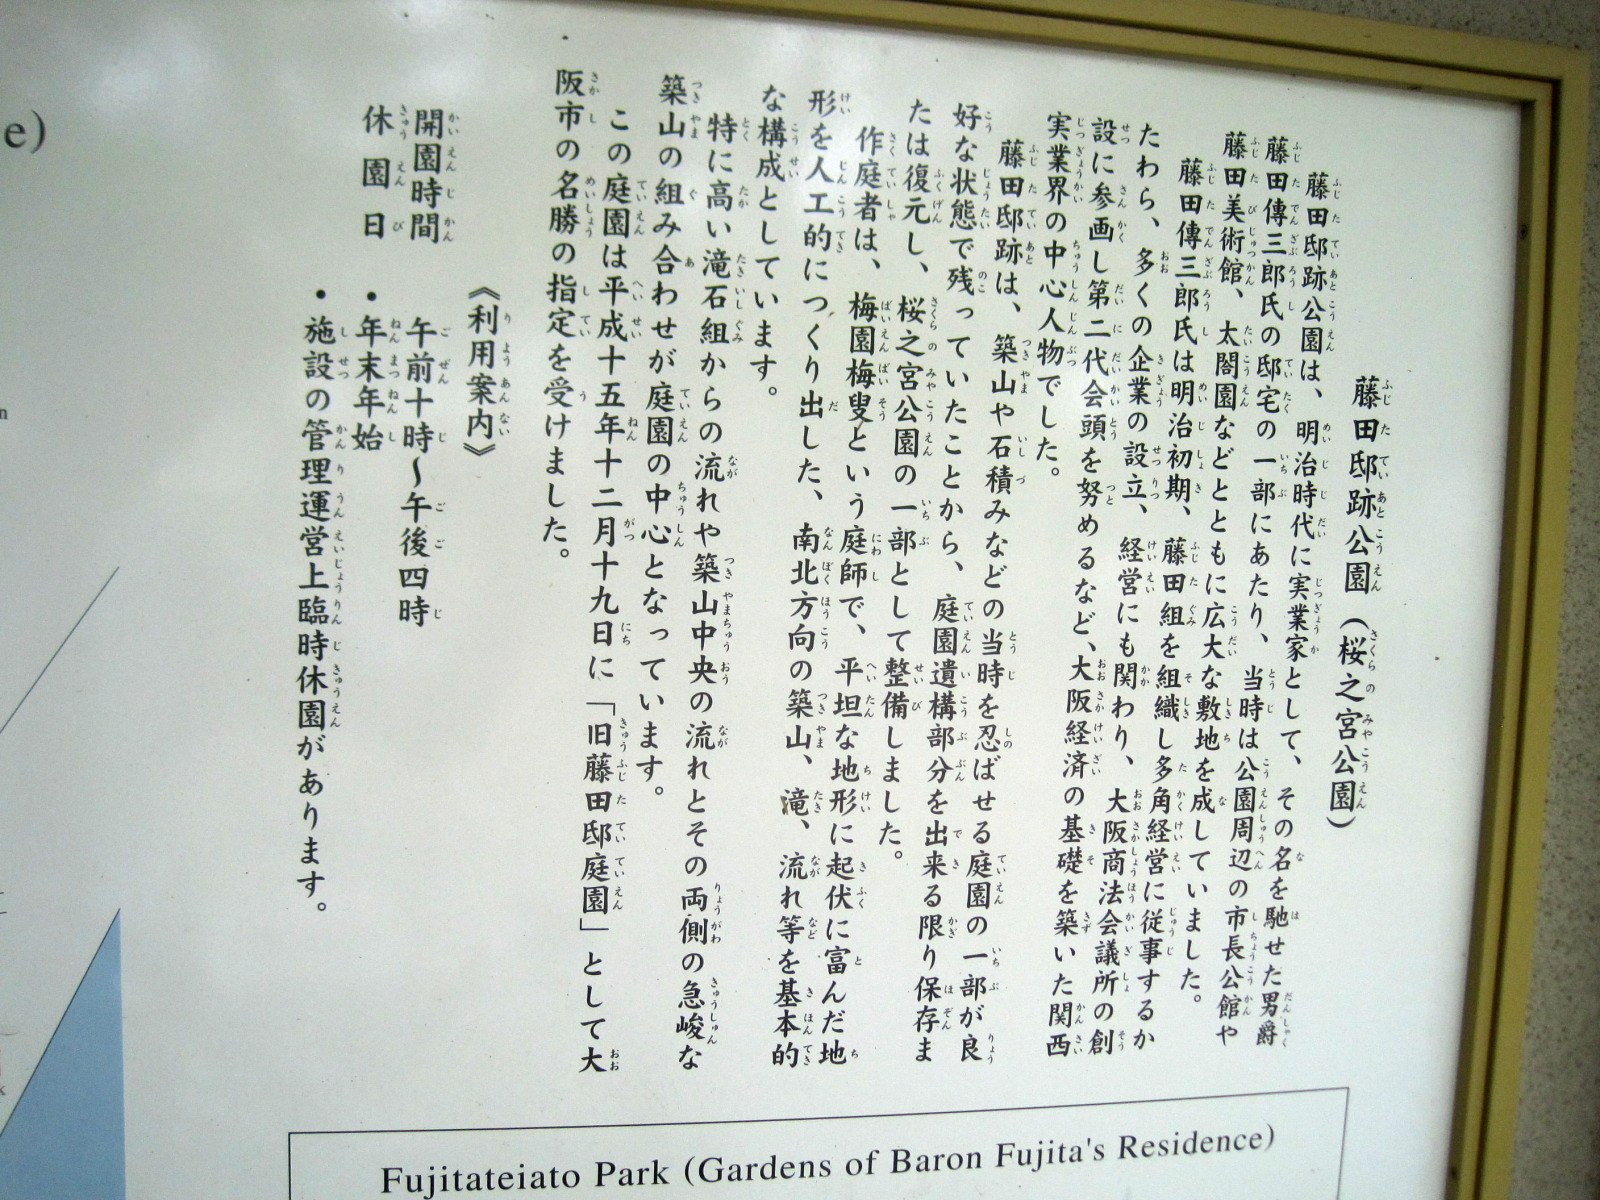 藤田邸跡公園（桜之宮公園）
藤田邸跡公園は、明治時代に実業家として、その名を馳せた男爵
藤田傳三郎氏の邸宅の一部にあたり、当時は公園周辺の市長公館や
藤田美術館、太閤園などとともに広大な敷地を成していました。
藤田傳三郎氏は明治初期、藤田組を組織し多角経営に従事するか
たわら、多くの企業の設立、経営にも関わり、大阪商法会議所の創
設に参画し第二代会頭を努めるなど、大阪経済の基礎を築いた関西
実業界の中心人物でした。
藤田邸跡は、築山や石積みなどの当時を忍ばせる庭園の一部が良
好な状態で残っていたことから、庭園遺構部分を出来る限り保存ま
たは復元し、桜之宮公園の一部として整備しました。
作庭者は、梅園梅叟という庭師で、平坦な地形に起伏に富んだ地
形を人工的につくり出した、南北方向の築山、滝、流れ等を基本的
な構成としています。
特に高い滝石組からの流れや築山中央の流れとその両側の急峻な
築山の組み合わせが庭園の中心となっています。
この庭園は平成十五年十二月十九日に「旧藤田邸庭園」として大
阪市の名勝の指定を受けました。
《利用案内》
開園時間　午前十時〜午後四時
休園日　・年末年始
・施設の管理運営上臨時休園があります。
e)
n
k
Fujitateiato Park (Gardens of Baron Fujita's Residence)